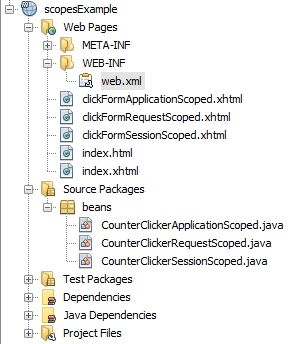 scopesExample
Web Pages
META-INF
WEB-INF
web.xml
clickFormApplicationScoped.xhtml
clickFormRequestScoped.xhtml
clickFormSessionScoped.xhtml
index.html
index.xhtml
Source Packages
beans
CounterClickerApplicationScoped.java
CounterClickerRequestScoped.java
CounterClickerSessionScoped.java
Test Packages
Dependencies
Java Dependencies
Project Files